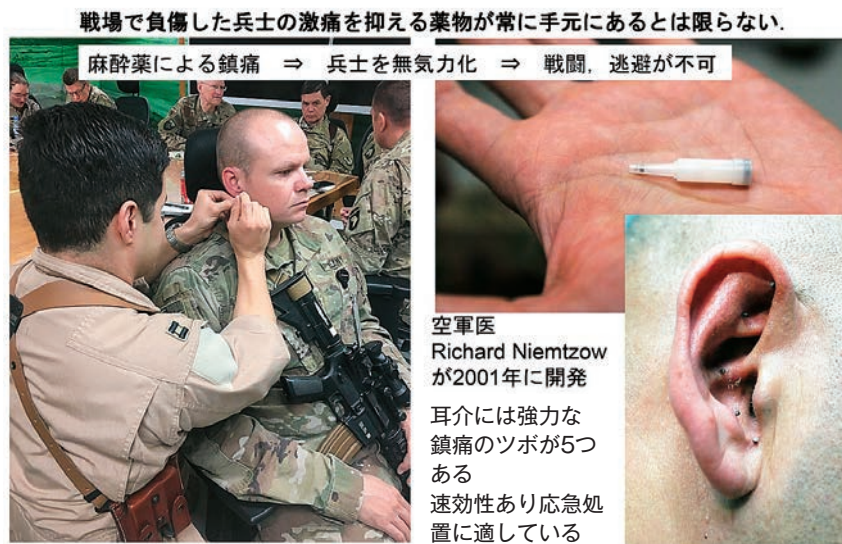 戦場で負傷した兵士の激痛を抑える薬物が常に手元にあるとは限らない.
麻酔薬による鎮痛 ⇒ 兵士を無気力化 ⇒ 戦闘, 逃避が不可
空軍医
Richard Niemtzow
が2001年に開発
耳介には強力な
鎮痛のツボが5つ
ある
速効性あり応急処
置に適している